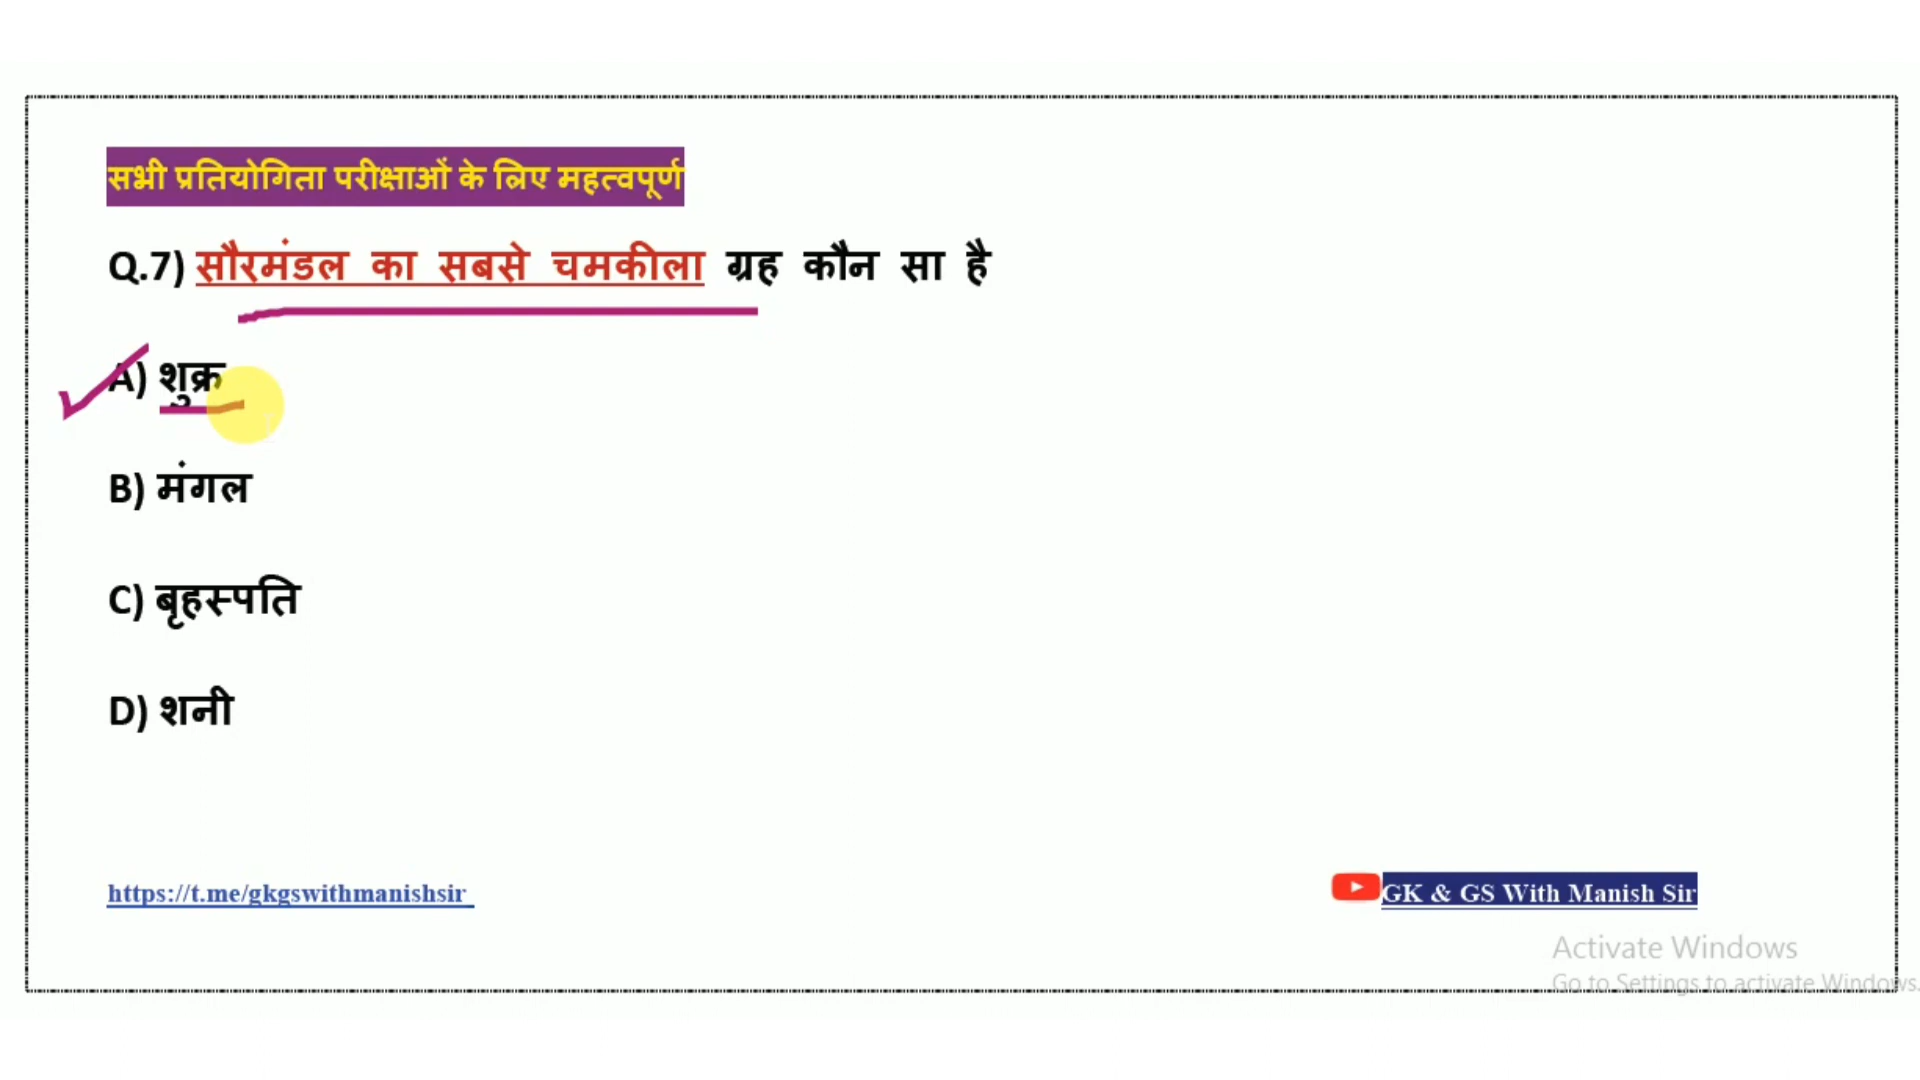 सभी प्रतियोगिता परीक्षाओं के लिए महत्वपूर्ण
Q.7) सौरमंडल का सबसे चमकीला ग्रह कौन सा है
A) शुक्र
B) मंगल
C) बृहस्पति
D) शनी
https://t.me/gkgswithmanishsir
GK & GS With Manish Sir
Activate Windows
Go to Settings to activate Windows.